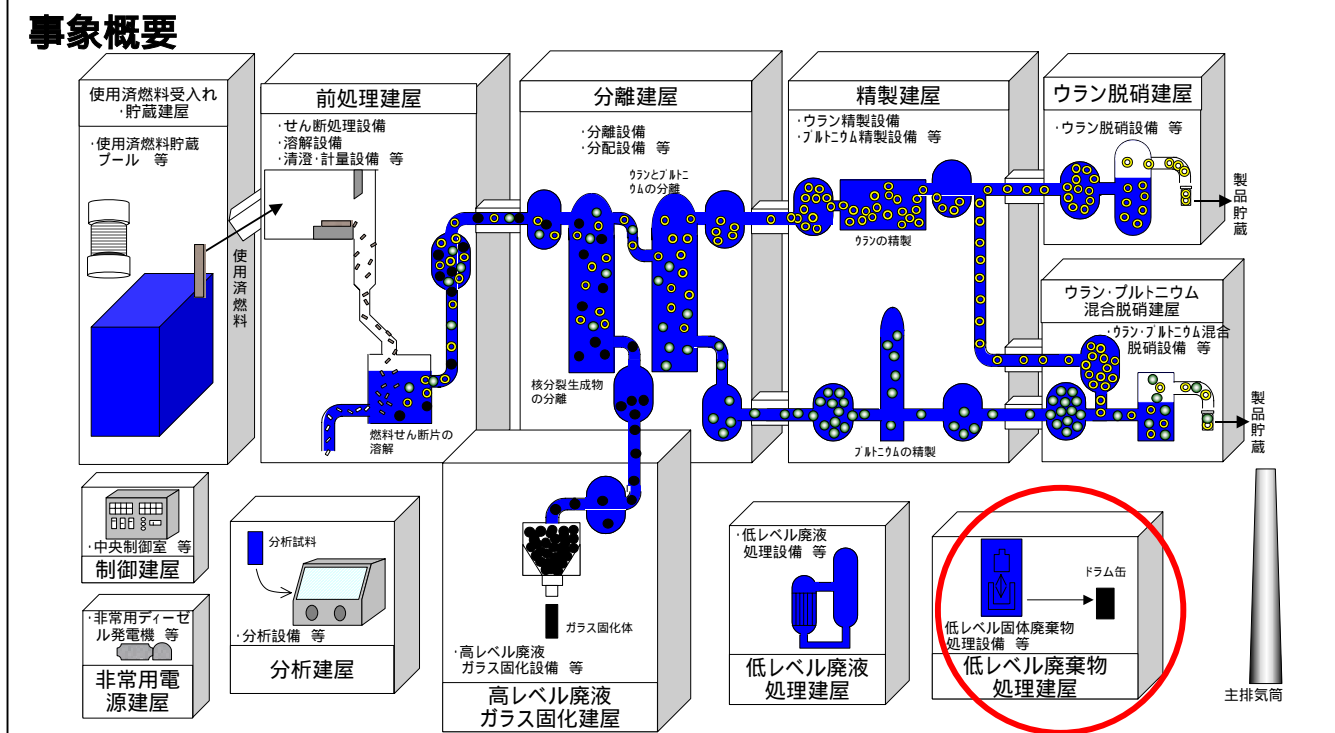 事象概要
使用済燃料受入れ
・貯蔵建屋
・使用済燃料貯蔵
プール 等
使用済燃料
前処理建屋
・せん断処理設備
・溶解設備
・清澄・計量設備 等
燃料せん断片の
溶解
分離建屋
・分離設備
・分配設備 等
ウランとプルトニ
ウムの分離
核分裂生成物
の分離
精製建屋
・ウラン精製設備
・プルトニウム精製設備 等
ウランの精製
プルトニウムの精製
ウラン脱硝建屋
・ウラン脱硝設備 等
製品貯蔵
ウラン・プルトニウム
混合脱硝建屋
・ウラン・プルトニウム混合
脱硝設備 等
製品貯蔵
・中央制御室 等
制御建屋
・非常用ディーゼ
ル発電機 等
非常用電
源建屋
分析試料
・分析設備 等
分析建屋
ガラス固化体
・高レベル廃液
ガラス固化設備 等
高レベル廃液
ガラス固化建屋
・低レベル廃液
処理設備 等
低レベル廃液
処理建屋
ドラム缶
低レベル固体廃棄物
処理設備 等
低レベル廃棄物
処理建屋
主排気筒